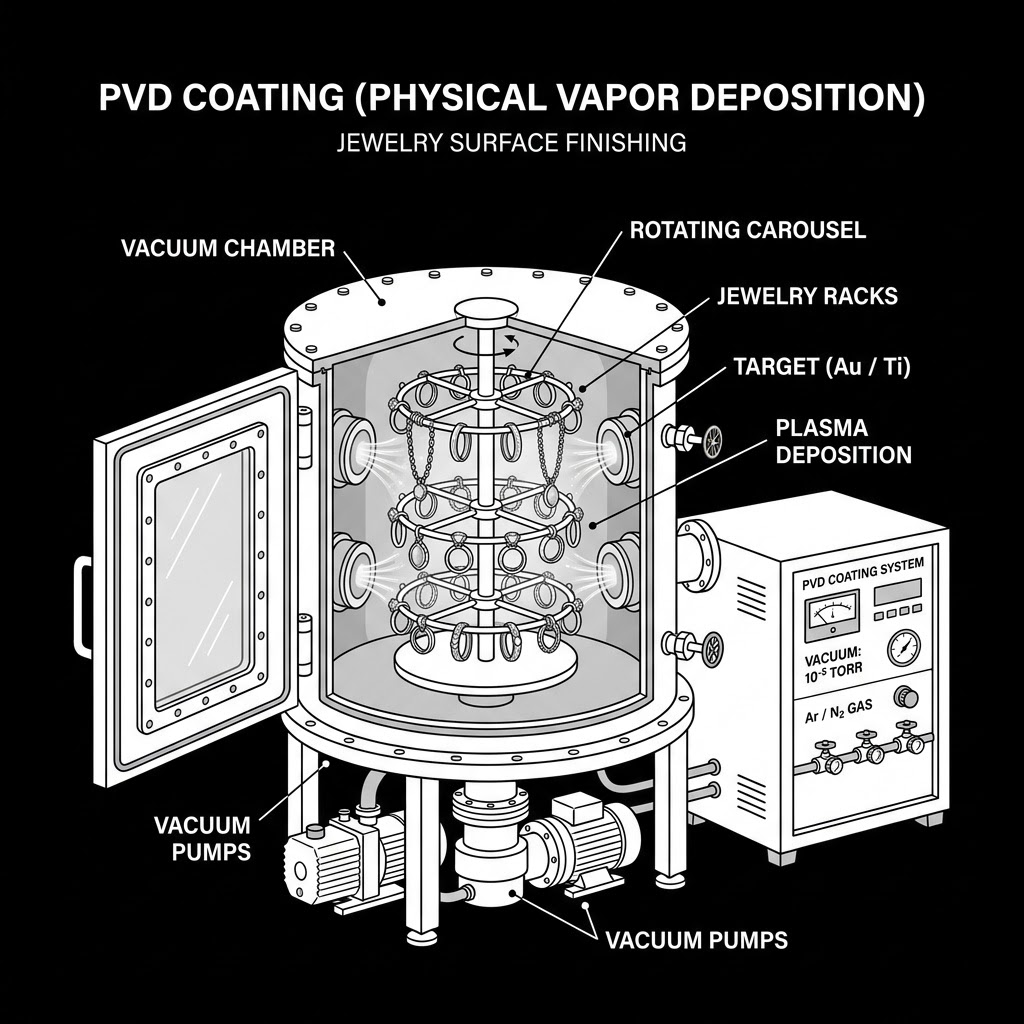 PVD COATING (PHYSICAL VAPOR DEPOSITION)
JEWELRY SURFACE FINISHING
VACUUM CHAMBER
ROTATING CAROUSEL
JEWELRY RACKS
TARGET (Au / Ti)
PLASMA
DEPOSITION
PVD COATING SYSTEM
VACUUM:
10⁻⁵ TORR
Ar / N₂ GAS
VACUUM
PUMPS
VACUUM PUMPS